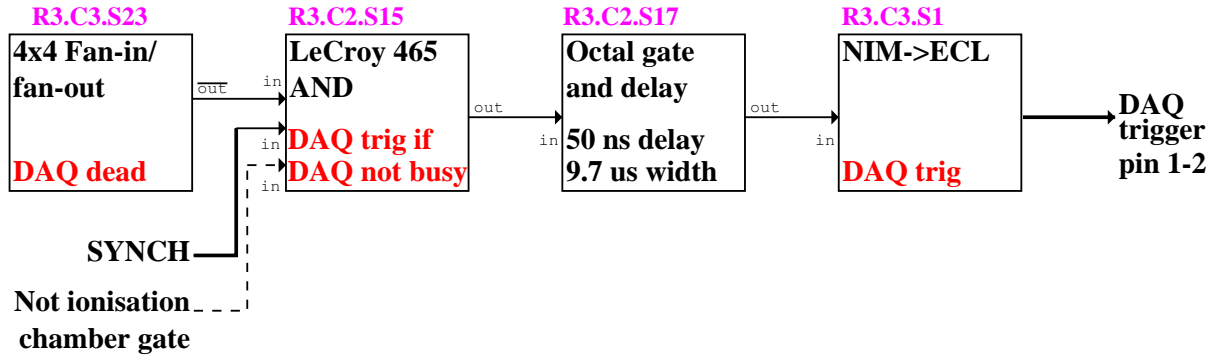 R3.C3.S23
4x4 Fan-in/
fan-out
DAQ dead
out
in
R3.C2.S15
LeCroy 465
AND
DAQ trig if
DAQ not busy
in
in
out
in
R3.C2.S17
Octal gate
and delay
50 ns delay
9.7 us width
out
in
R3.C3.S1
NIM->ECL
DAQ trig
DAQ
trigger
pin 1-2
SYNCH
Not ionisation
chamber gate